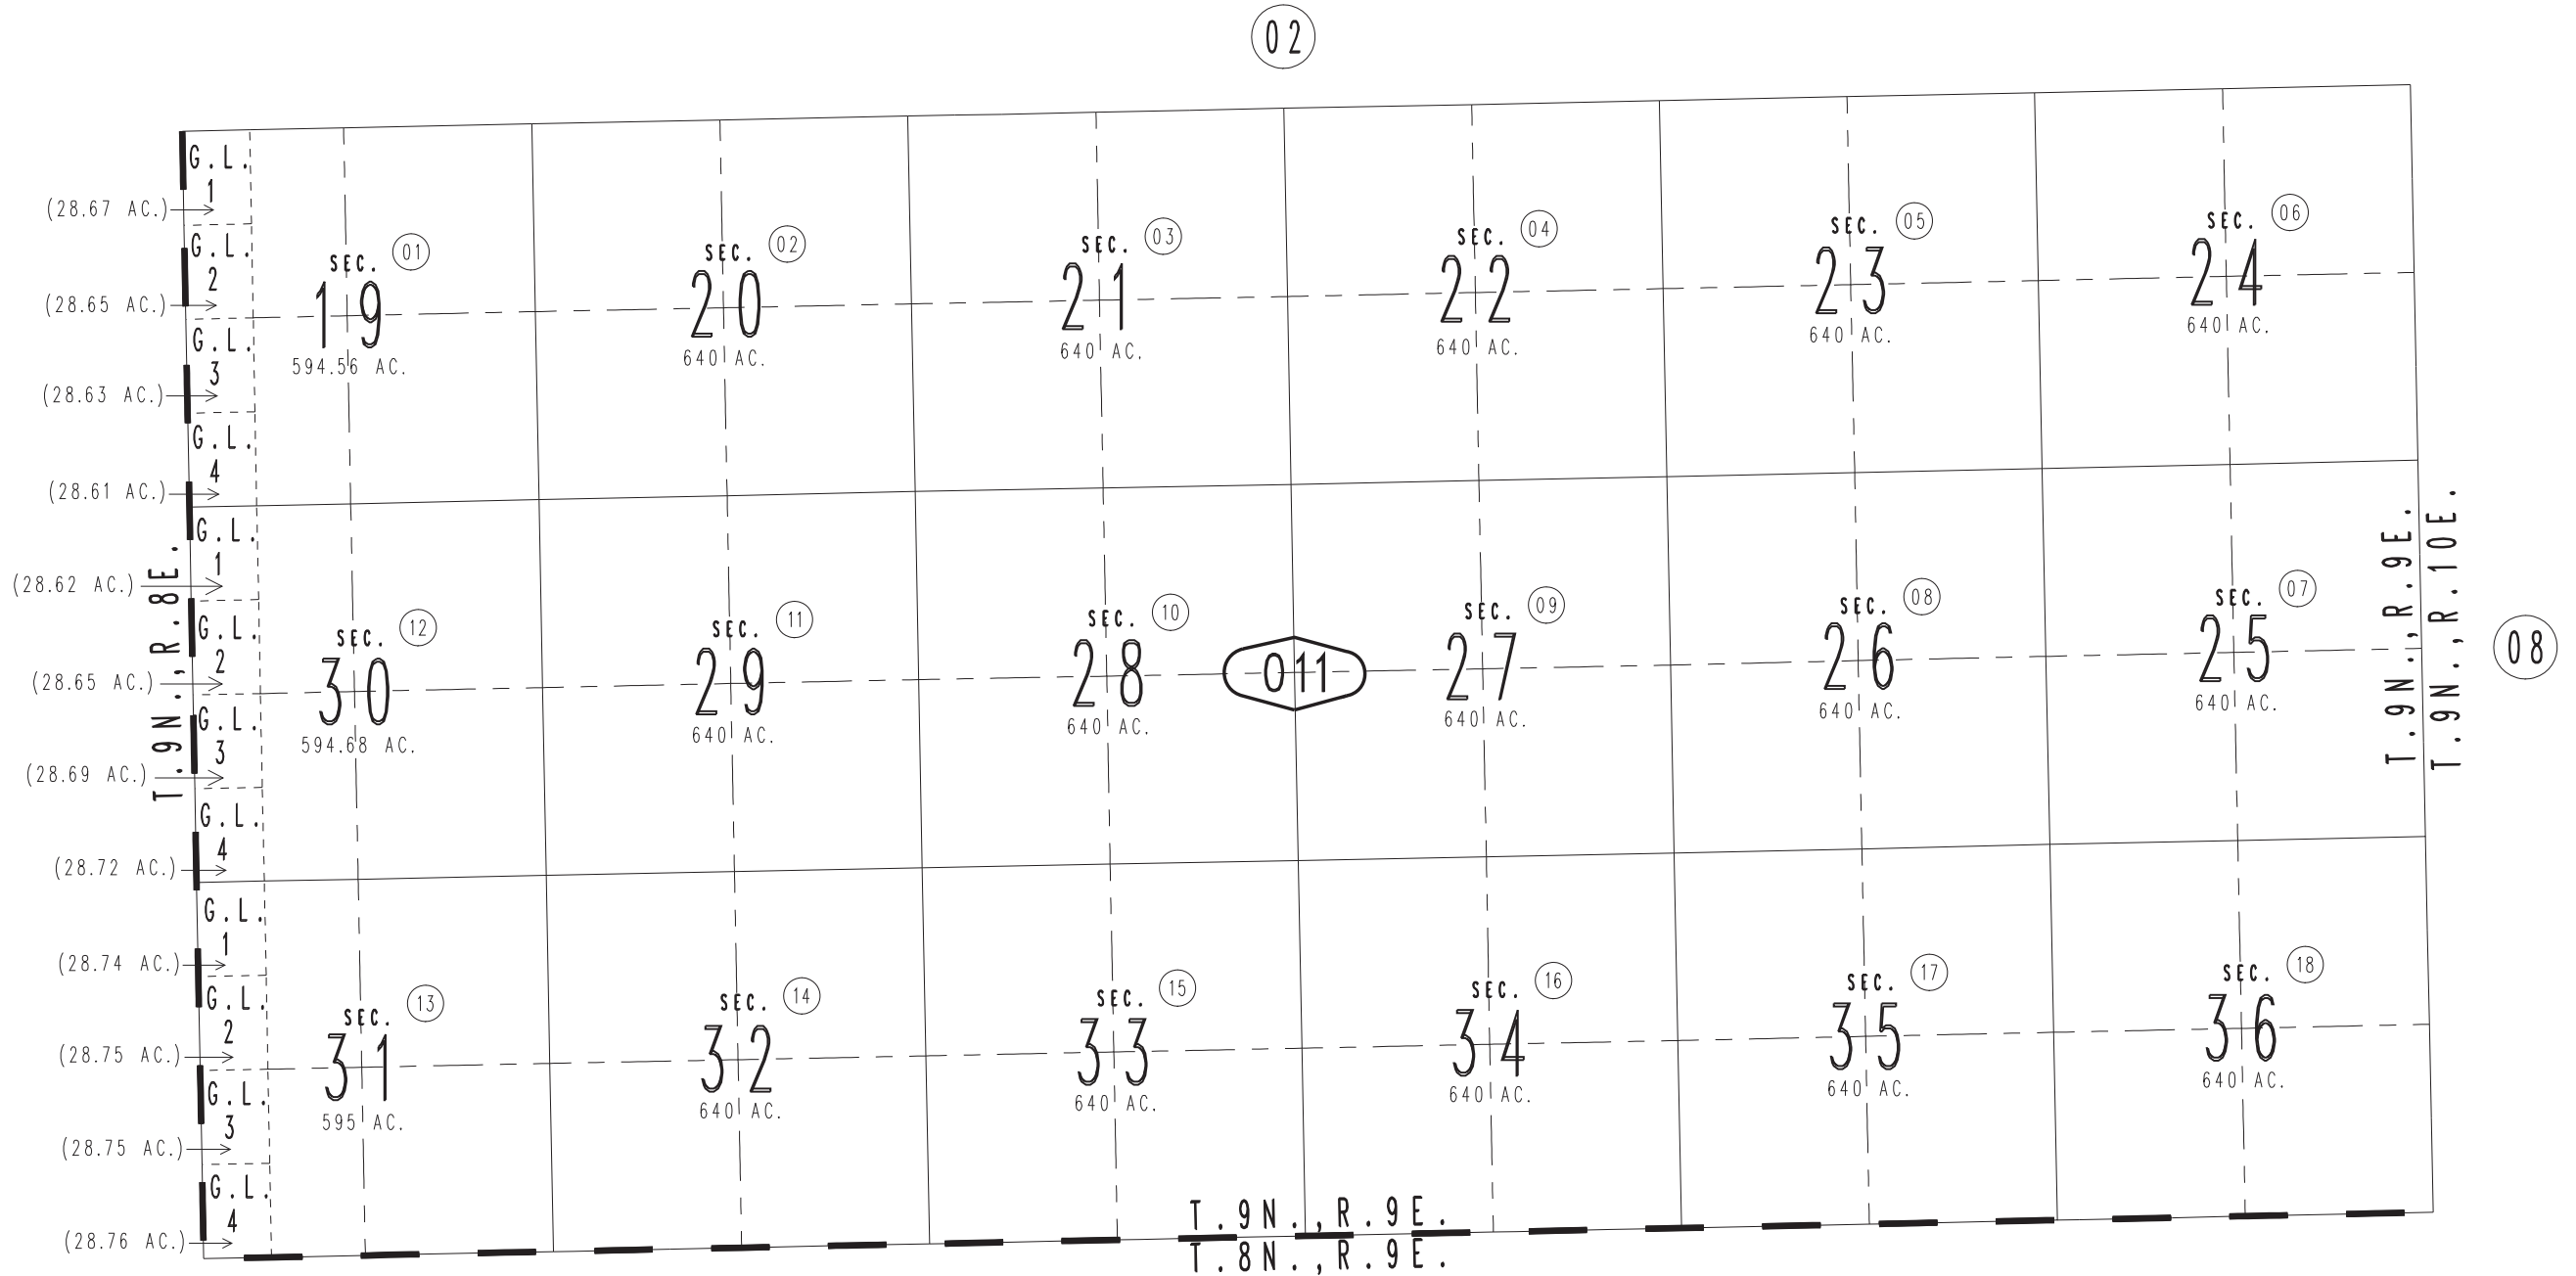 02
G.L.
1
(28.67 AC.)
G.L.
2
(28.65 AC.)
G.L.
3
(28.63 AC.)
G.L.
4
(28.61 AC.)
SEC. 01
19
594.56 AC.
SEC. 02
20
640 AC.
SEC. 03
21
640 AC.
SEC. 04
22
640 AC.
SEC. 05
23
640 AC.
SEC. 06
24
640 AC.
T.9N.,R.8E.
G.L.
1
(28.62 AC.)
G.L.
2
(28.65 AC.)
G.L.
3
(28.69 AC.)
G.L.
4
(28.72 AC.)
SEC. 12
30
594.68 AC.
SEC. 11
29
640 AC.
SEC. 10
28
640 AC.
011
SEC. 09
27
640 AC.
SEC. 08
26
640 AC.
SEC. 07
25
640 AC.
T.9N.,R.9E.
T.9N.,R.10E.
08
G.L.
1
(28.74 AC.)
G.L.
2
(28.75 AC.)
G.L.
3
(28.75 AC.)
G.L.
4
(28.76 AC.)
SEC. 13
31
595 AC.
SEC. 14
32
640 AC.
SEC. 15
33
640 AC.
SEC. 16
34
640 AC.
SEC. 17
35
640 AC.
SEC. 18
36
640 AC.
T.9N.,R.9E.
T.8N.,R.9E.